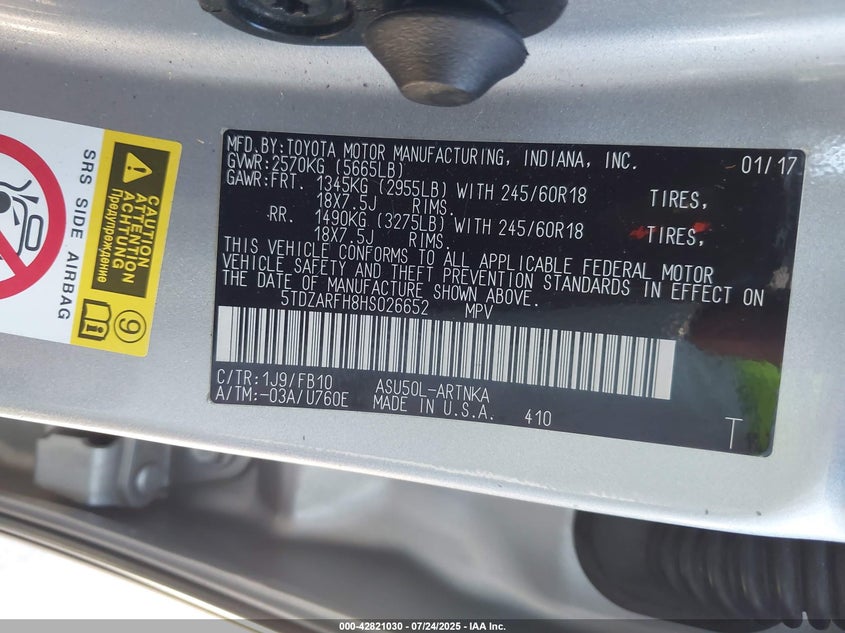 MFD.BY:TOYOTA MOTOR MANUFACTURING, INDIANA, INC. 01/17
GVWR:2570KG (5665LB)
GAWR:FRT. 1345KG (2955LB) WITH 245/60R18 TIRES,
18X7.5J RIMS.
RR. 1490KG (3275LB) WITH 245/60R18 TIRES,
18X7.5J RIMS.
THIS VEHICLE CONFORMS TO ALL APPLICABLE FEDERAL MOTOR
VEHICLE SAFETY AND THEFT PREVENTION STANDARDS IN EFFECT ON
THE DATE OF MANUFACTURE SHOWN ABOVE.
5TDZARFH8HS026652 MPV
C/TR:1J9/FB10 ASU50L-ARTNKA
A/TM:-03A/U760E MADE IN U.S.A. 410
T
SRS SIDE AIRBAG
CAUTION
ATTENTION
ACHTUNG
Предупреждение
9
000-42821030 - 07/24/2025 - IAA Inc.